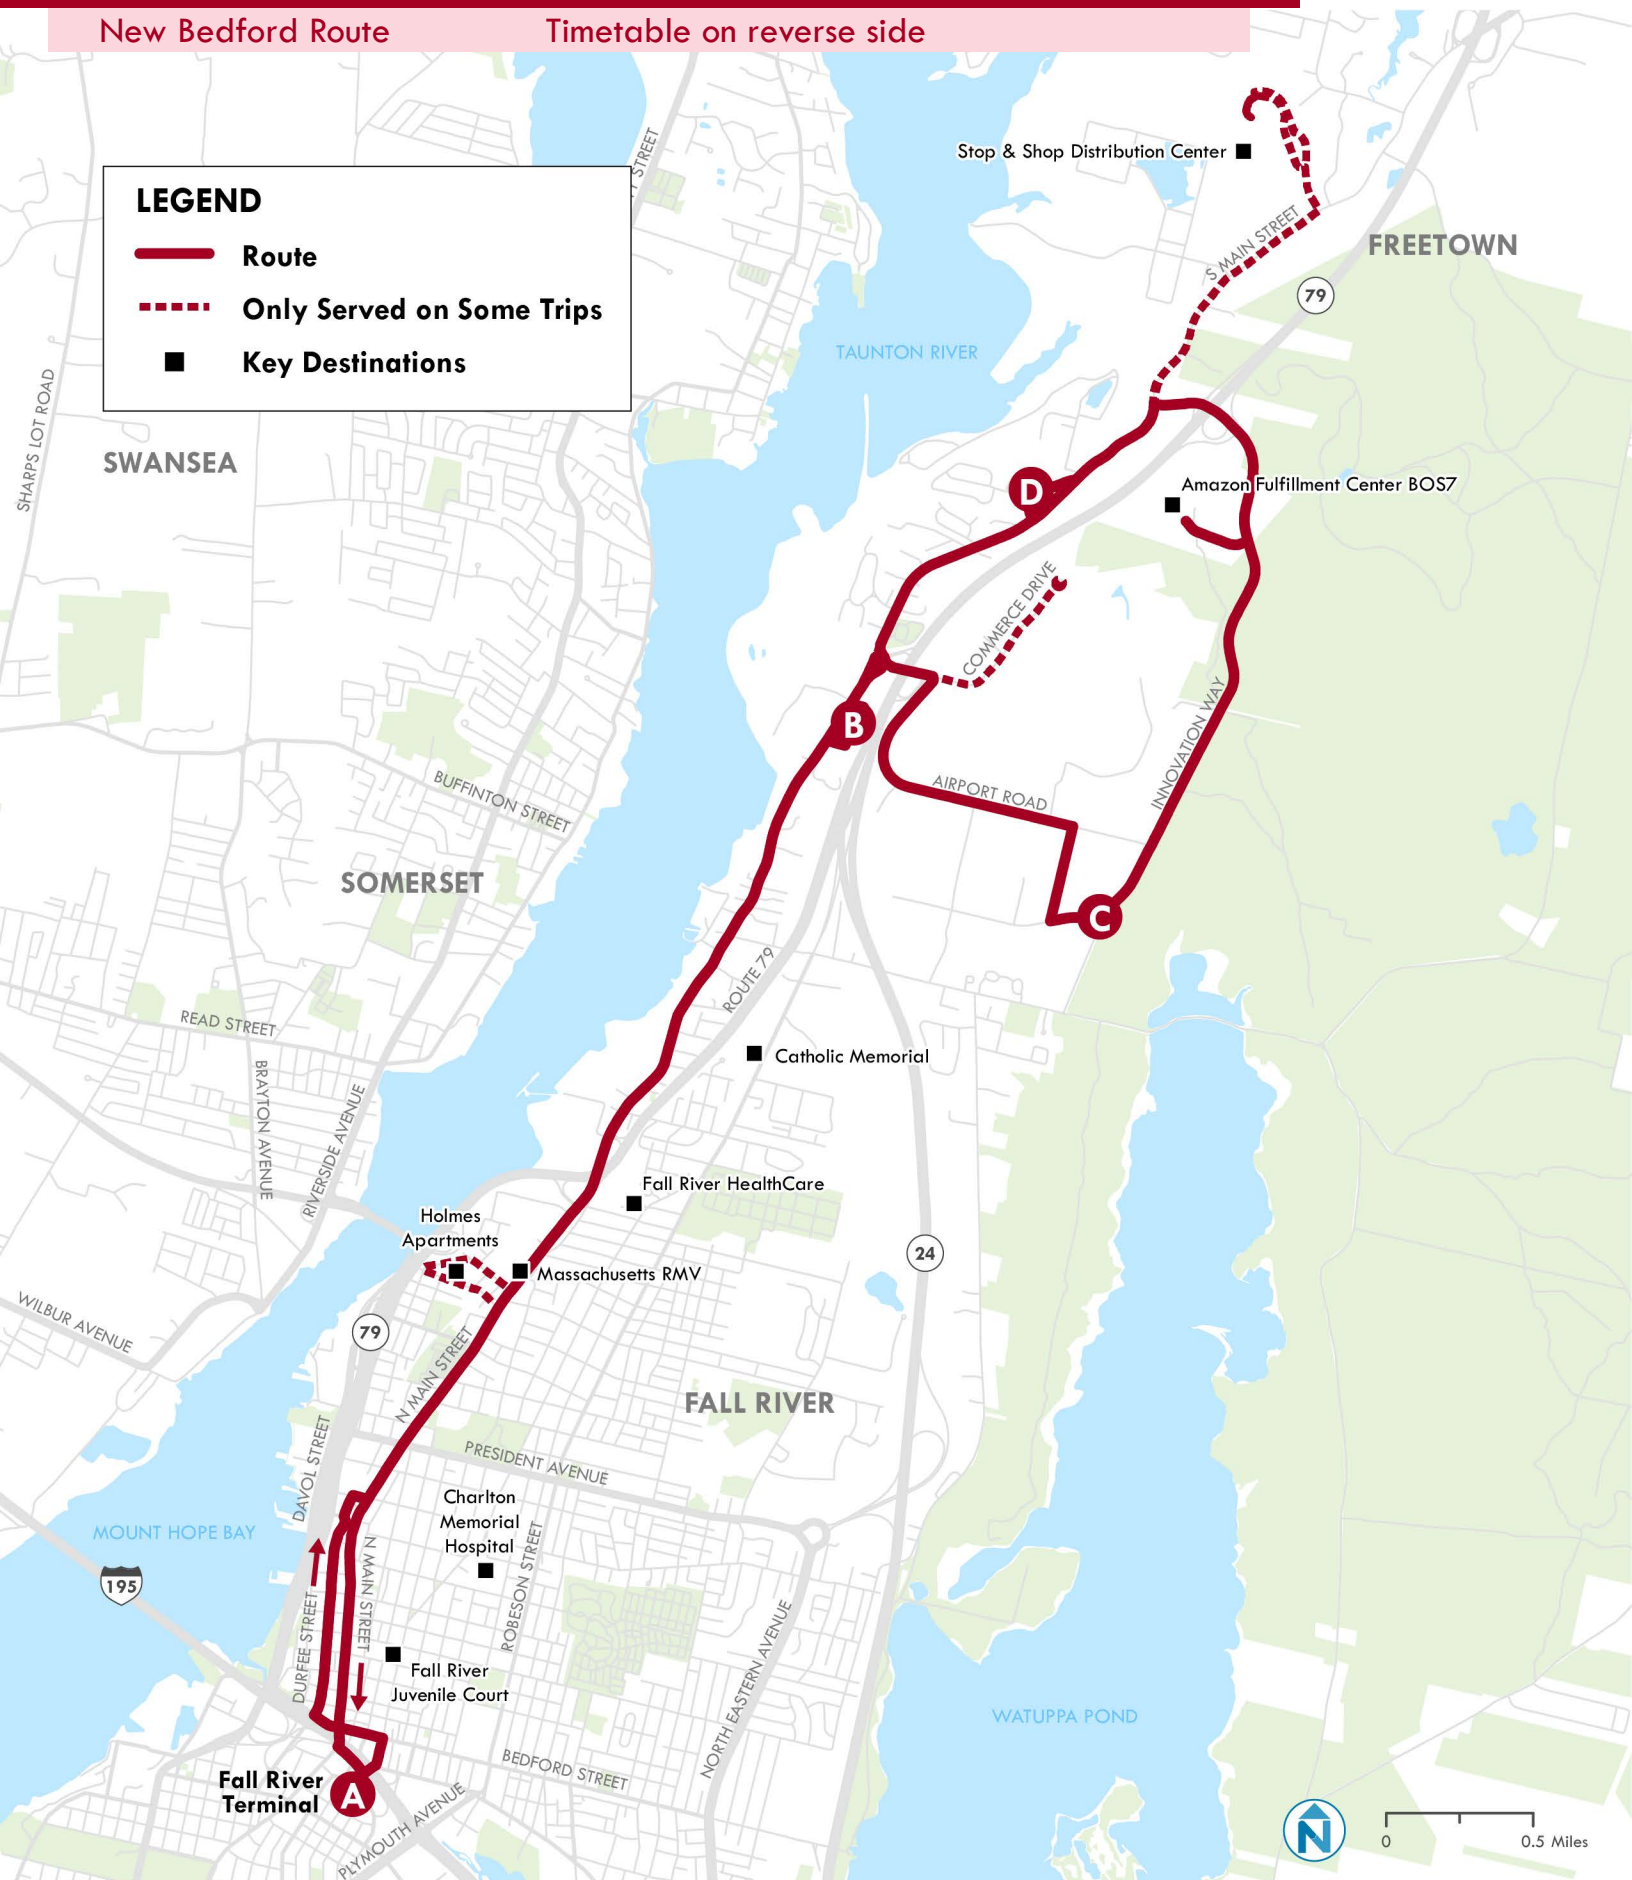 New Bedford Route
Timetable on reverse side
LEGEND
Route
Only Served on Some Trips
Key Destinations
STREET
Stop & Shop Distribution Center
S MAIN STREET
FREETOWN
79
TAUNTON RIVER
SHARPS LOT ROAD
SWANSEA
D
Amazon Fulfillment Center BOS7
COMMERCE DRIVE
B
INNOVATION WAY
AIRPORT ROAD
BUFFINTON STREET
SOMERSET
C
ROUTE 79
READ STREET
Catholic Memorial
BRAYTON AVENUE
RIVERSIDE AVENUE
Fall River HealthCare
Holmes
Apartments
Massachusetts RMV
24
WILBUR AVENUE
79
N MAIN STREET
FALL RIVER
DAVOL STREET
PRESIDENT AVENUE
Charlton
Memorial
Hospital
MOUNT HOPE BAY
195
N MAIN STREET
ROBESON STREET
DURFEE STREET
Fall River
Juvenile Court
NORTH EASTERN AVENUE
WATUPPA POND
BEDFORD STREET
Fall River
Terminal
A
PLYMOUTH AVENUE
N
0
0.5 Miles